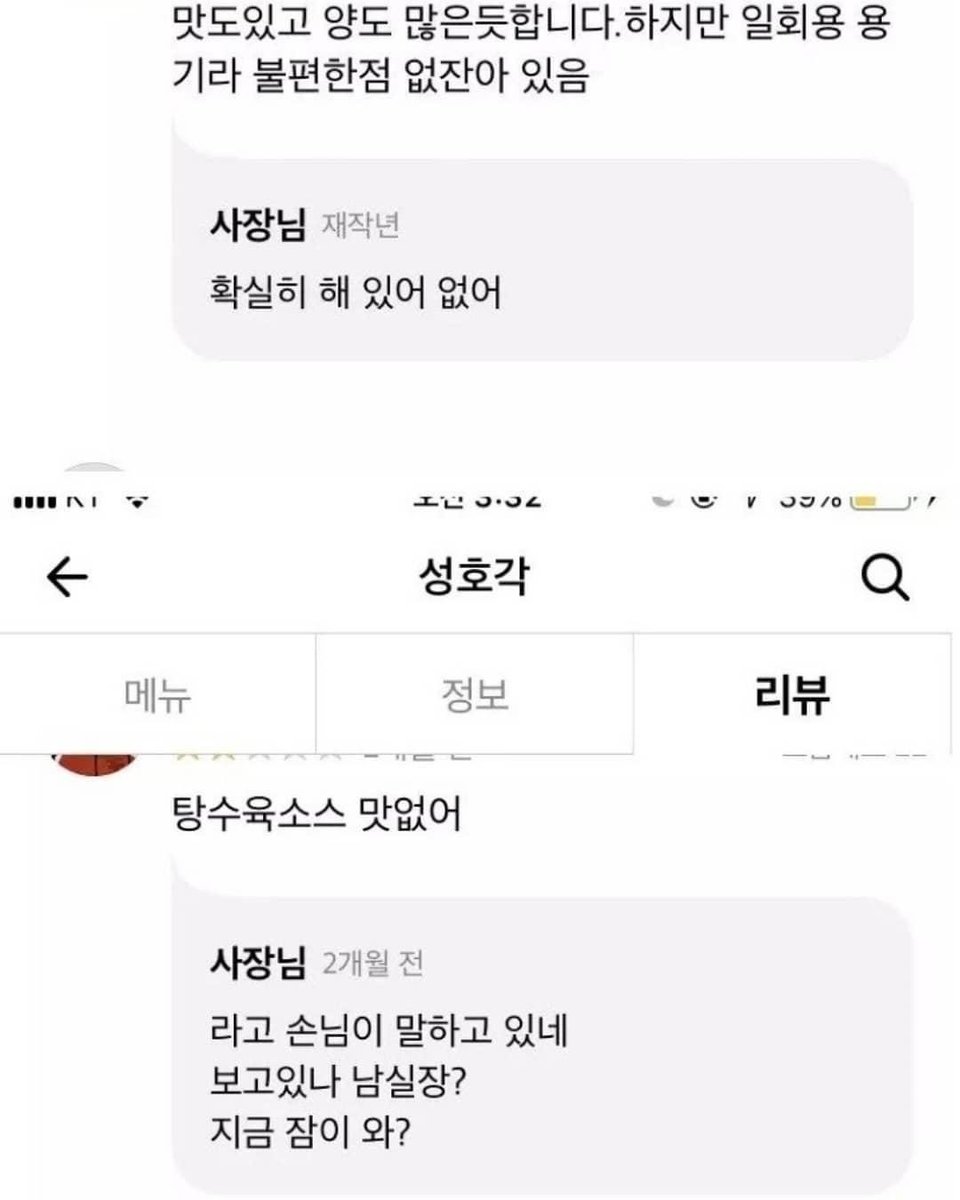 맛도있고 양도 많은듯합니다.하지만 일회용 용
기라 불편한점 없잔아 있음
사장님 재작년
확실히 해 있어 없어
39%
성호각
메뉴 정보 리뷰
탕수육소스 맛없어
사장님 2개월 전
라고 손님이 말하고 있네
보고있나 남실장?
지금 잠이 와?